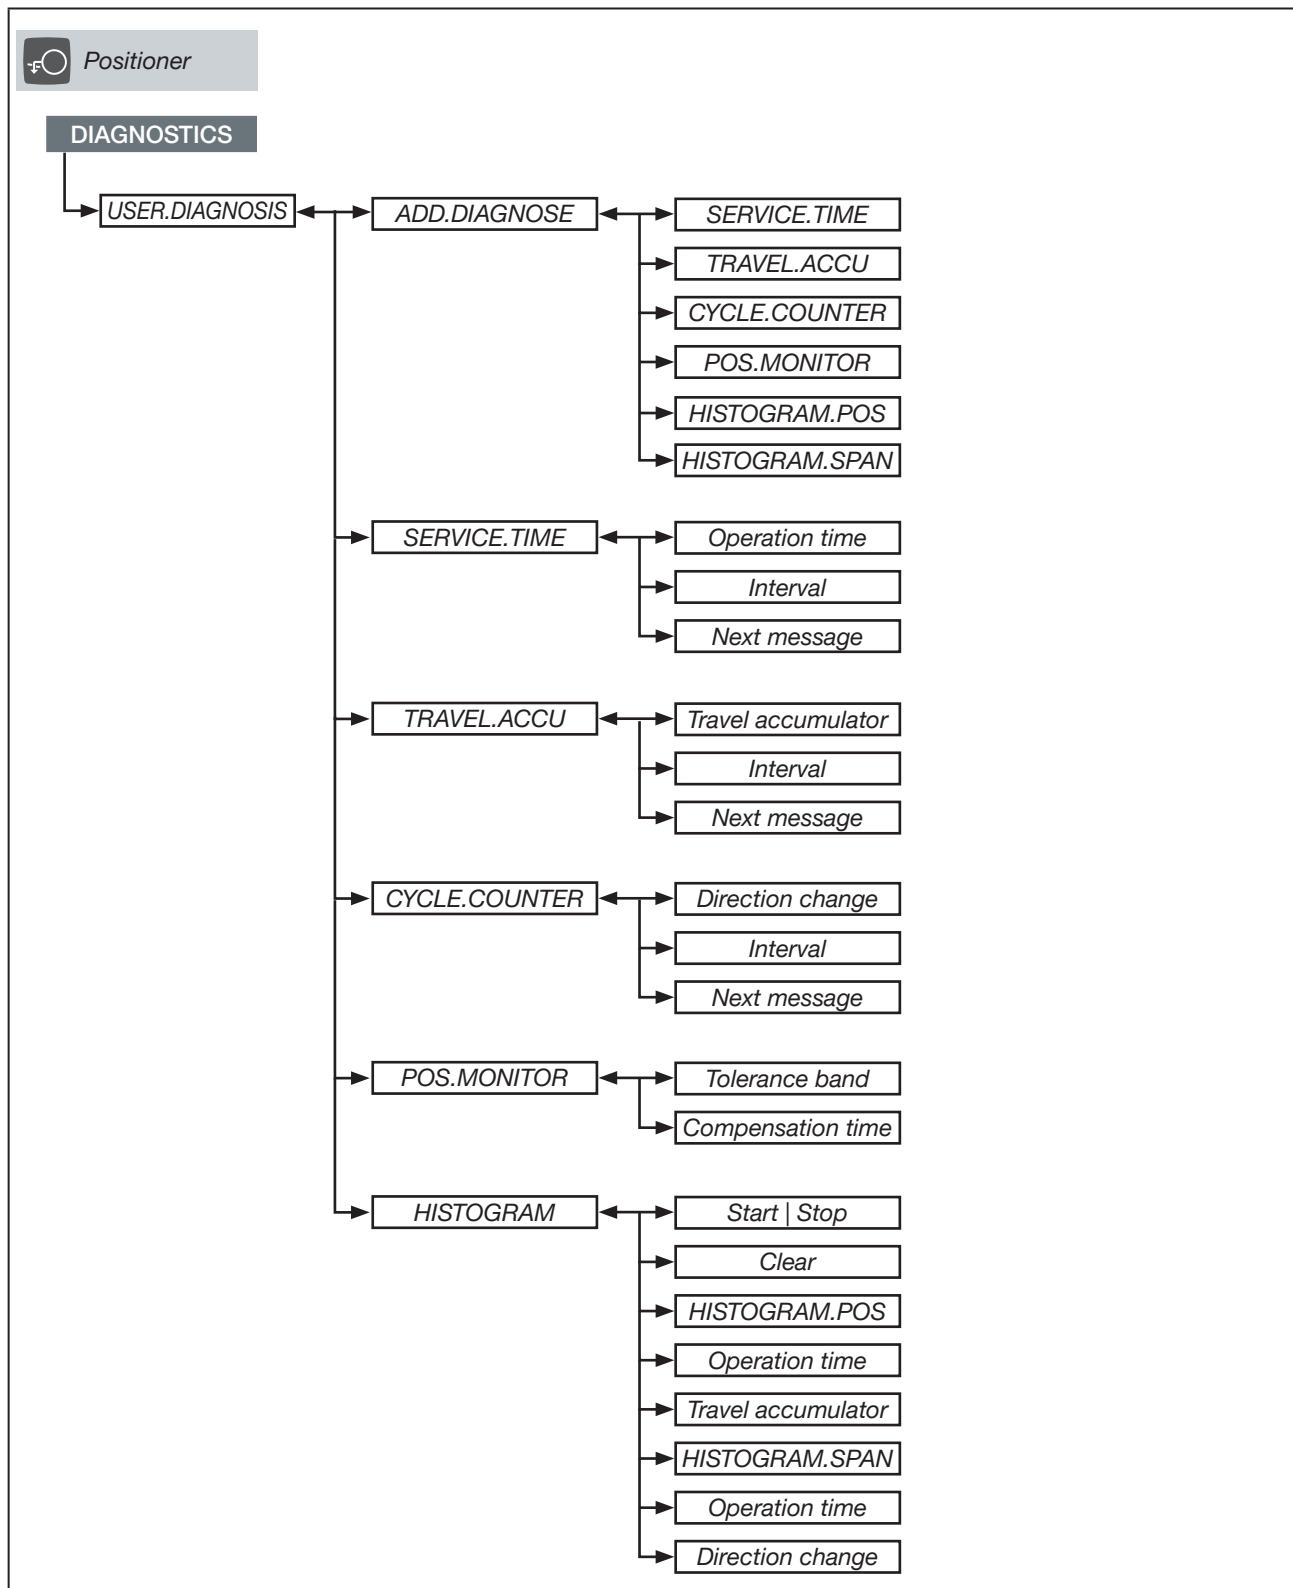 Positioner
DIAGNOSTICS
USER.DIAGNOSIS
ADD.DIAGNOSE
SERVICE.TIME
TRAVEL.ACCU
CYCLE.COUNTER
POS.MONITOR
HISTOGRAM.POS
HISTOGRAM.SPAN
SERVICE.TIME
Operation time
Interval
Next message
TRAVEL.ACCU
Travel accumulator
Interval
Next message
CYCLE.COUNTER
Direction change
Interval
Next message
POS.MONITOR
Tolerance band
Compensation time
HISTOGRAM
Start | Stop
Clear
HISTOGRAM.POS
Operation time
Travel accumulator
HISTOGRAM.SPAN
Operation time
Direction change